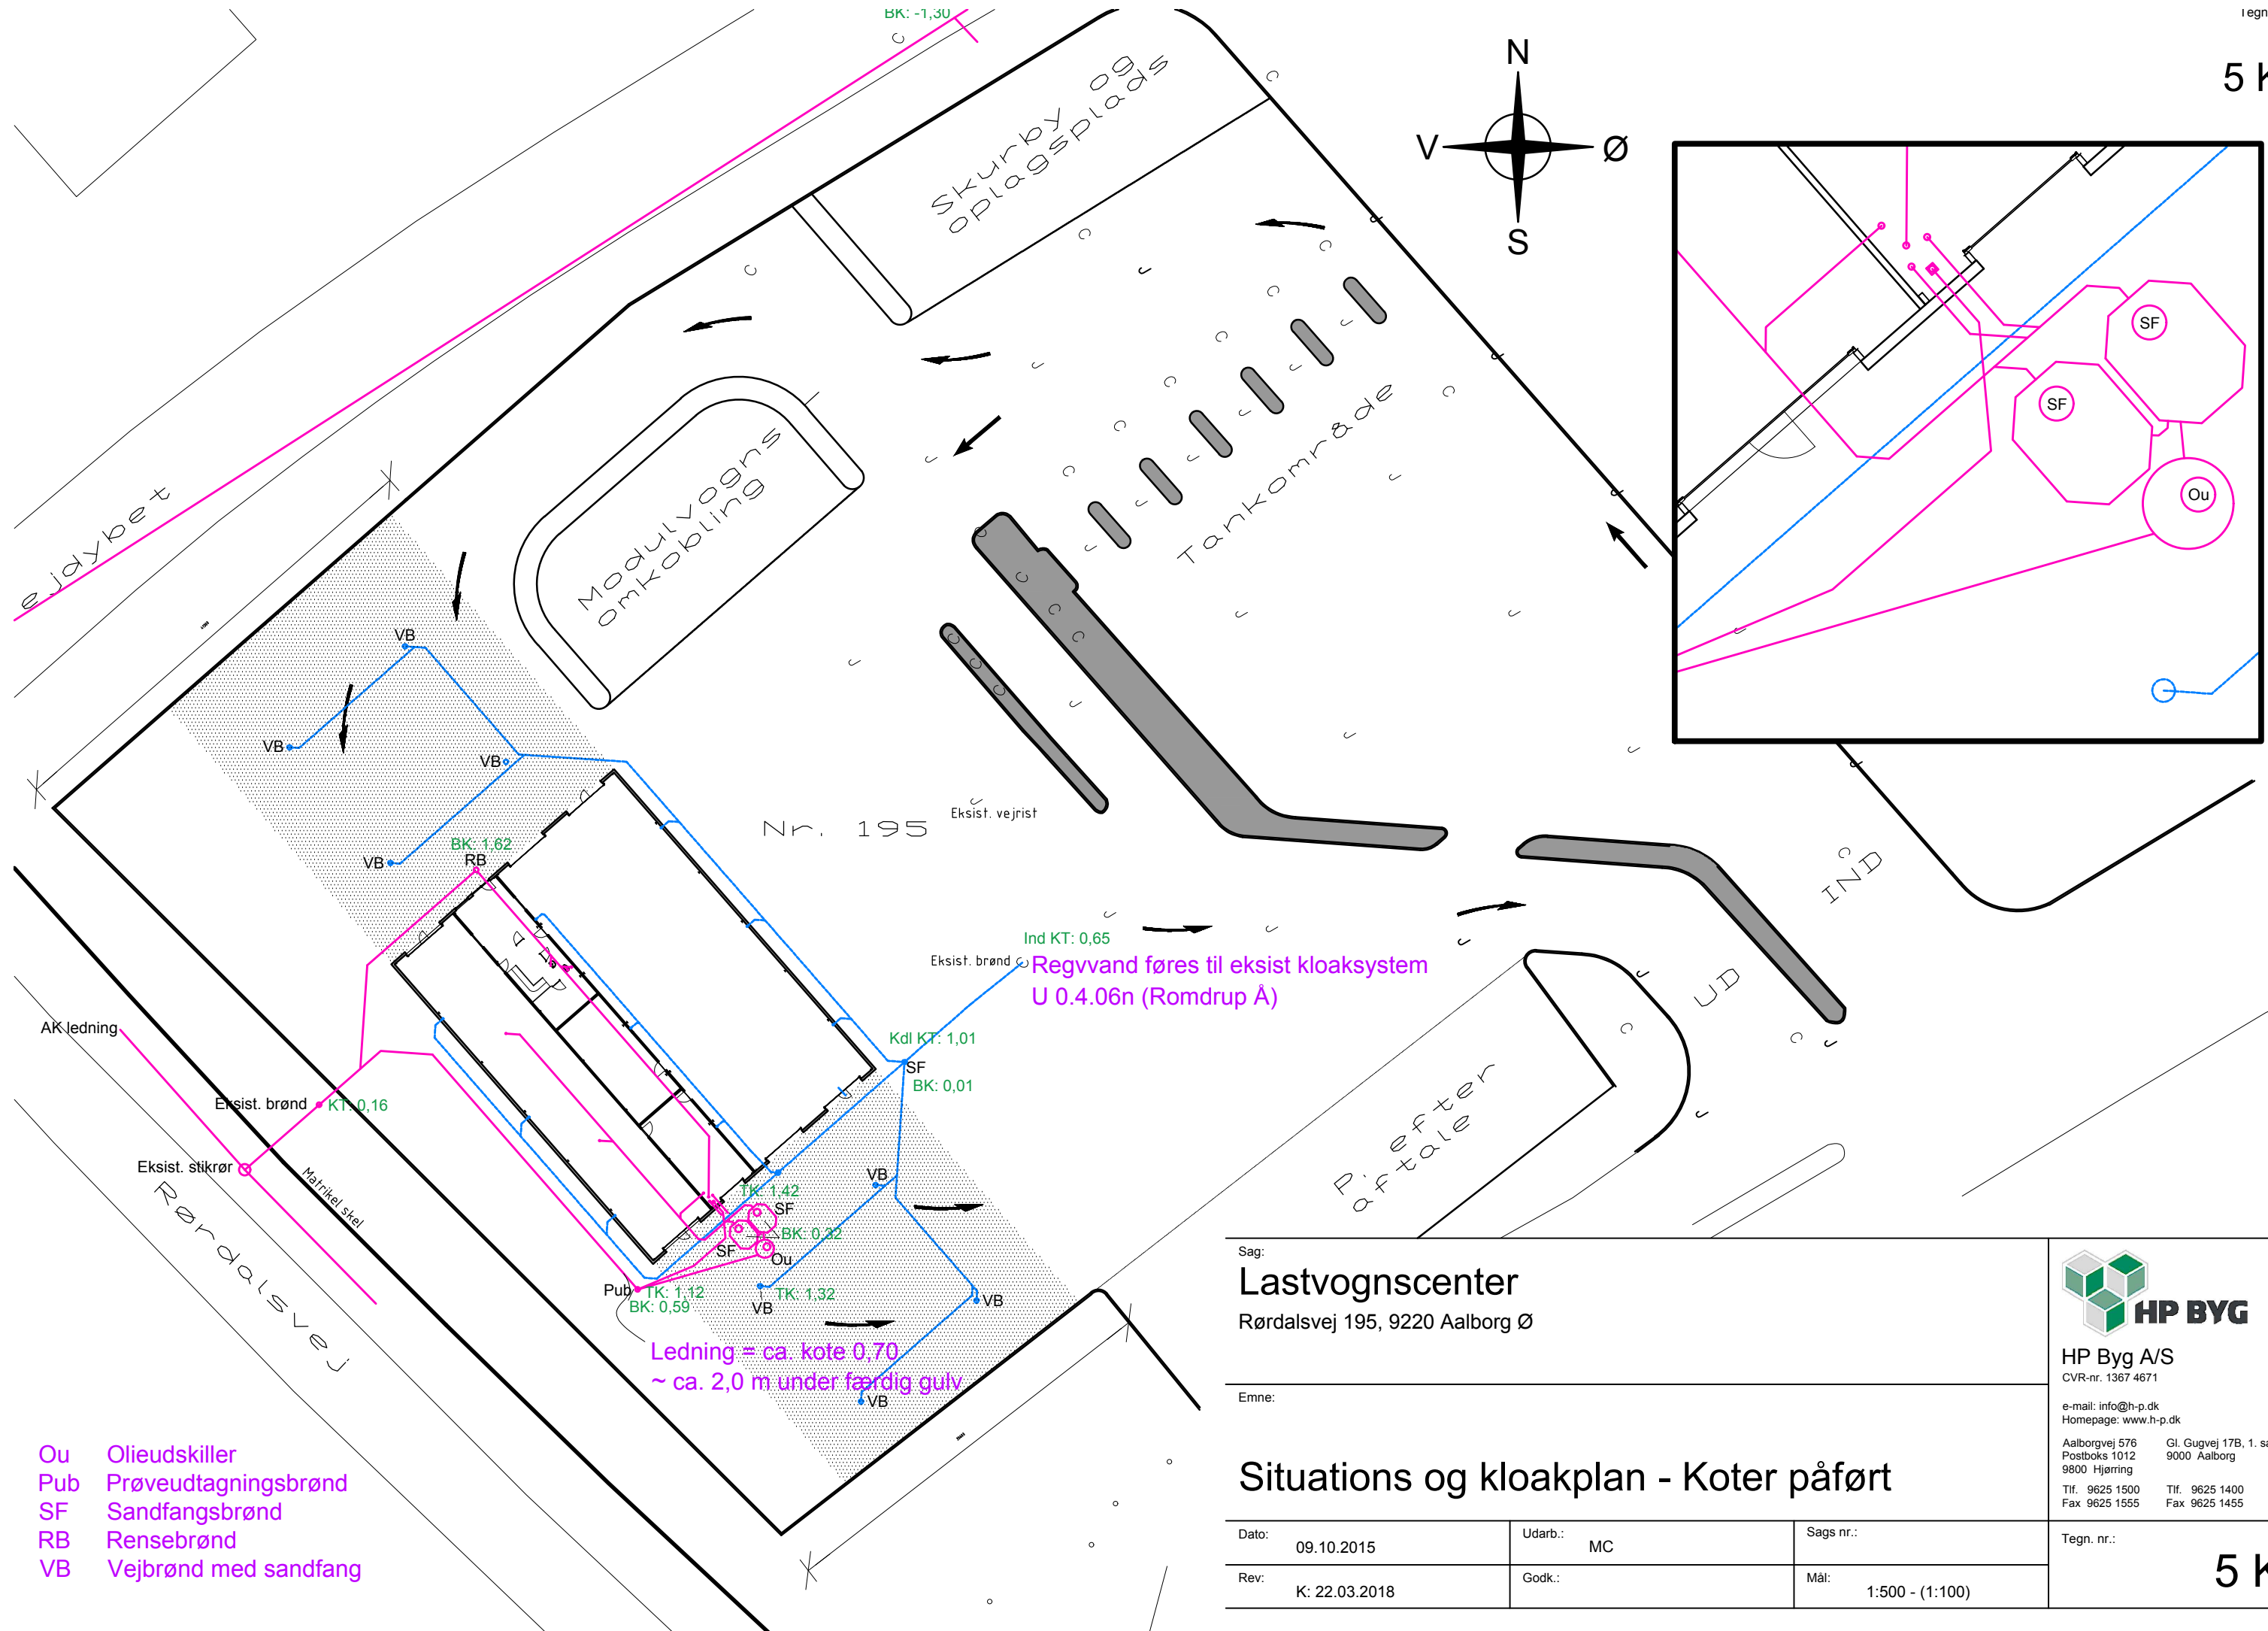 BK: -1,30
N
V
Ø
S
5 K
Skurby og
oplagsplads
Modulvogns
omkobling
Tankområde
ejdybet
SF
SF
Ou
VB
VB
VB
VB
BK: 1,62
RB
Nr. 195
Eksist. vejrist
IND
UD
Ind KT: 0,65
Eksist. brønd
Regvvand føres til eksist kloaksystem
U 0.4.06n (Romdrup Å)
Kdl KT: 1,01
SF
BK: 0,01
AK ledning
Eksist. brønd
KT: 0,16
Eksist. stikrør
Matrikel skel
Rørdalsvej
P. efter
aftale
VB
TK: 1,42
SF
BK: 0,32
SF
Ou
Pub
TK: 1,12
BK: 0,59
TK: 1,32
VB
VB
VB
Ledning = ca. kote 0,70
~ ca. 2,0 m under færdig gulv
Ou Olieudskiller
Pub Prøveudtagningsbrønd
SF Sandfangsbrønd
RB Rensebrønd
VB Vejbrønd med sandfang
Sag:
Lastvognscenter
Rørdalsvej 195, 9220 Aalborg Ø
Emne:
Situations og kloakplan - Koter påført
Dato: 09.10.2015
Udarb.: MC
Sags nr.:
Rev: K: 22.03.2018
Godk.:
Mål: 1:500 - (1:100)
HP BYG
HP Byg A/S
CVR-nr. 1367 4671
e-mail: info@h-p.dk
Homepage: www.h-p.dk
Aalborgvej 576 Gl. Gugvej 17B, 1. sa
Postboks 1012 9000 Aalborg
9800 Hjørring
Tlf. 9625 1500 Tlf. 9625 1400
Fax 9625 1555 Fax 9625 1455
Tegn. nr.:
5 K